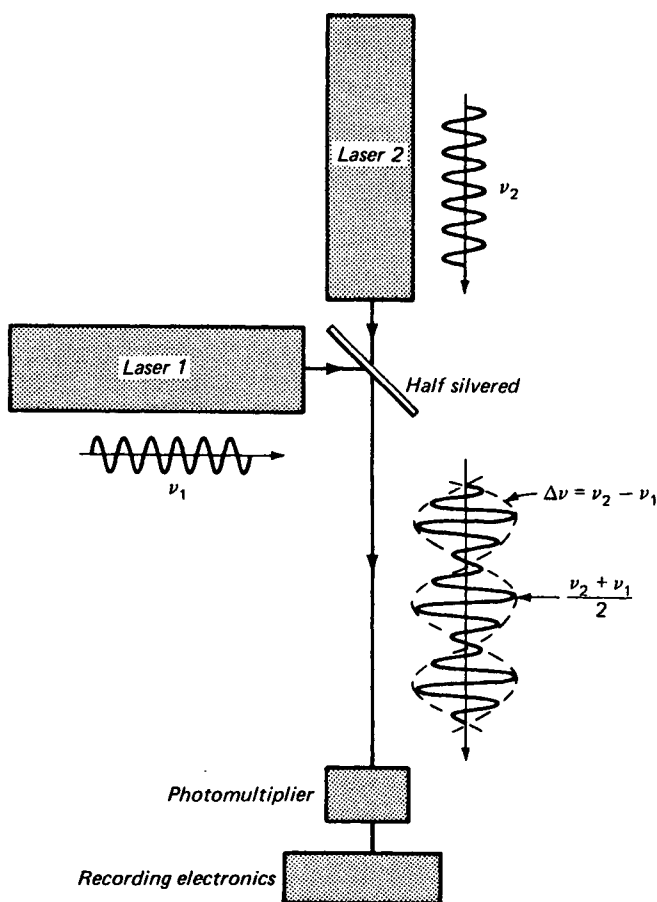 Laser 2
ν₂
Laser 1
Half silvered
ν₁
Δν = ν₂ − ν₁
ν₂ + ν₁
2
Photomultiplier
Recording electronics